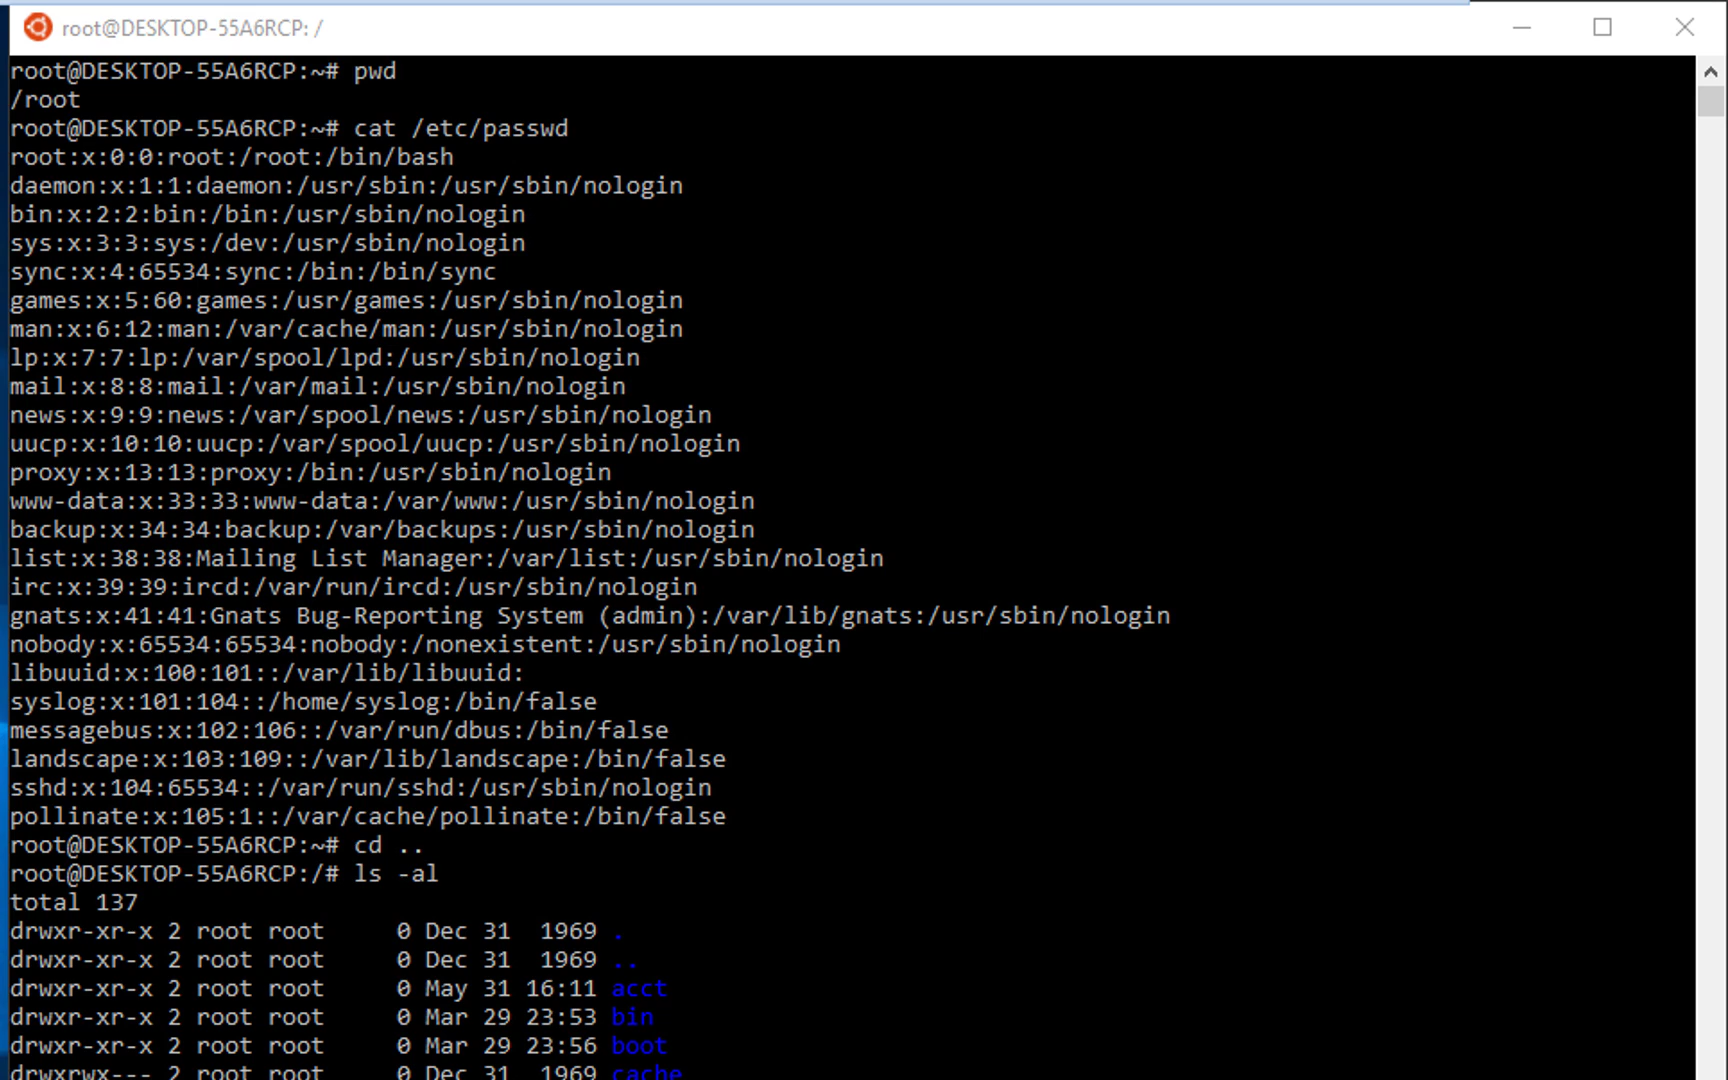 root@DESKTOP-55A6RCP: /
root@DESKTOP-55A6RCP:~# pwd
/root
root@DESKTOP-55A6RCP:~# cat /etc/passwd
root:x:0:0:root:/root:/bin/bash
daemon:x:1:1:daemon:/usr/sbin:/usr/sbin/nologin
bin:x:2:2:bin:/bin:/usr/sbin/nologin
sys:x:3:3:sys:/dev:/usr/sbin/nologin
sync:x:4:65534:sync:/bin:/bin/sync
games:x:5:60:games:/usr/games:/usr/sbin/nologin
man:x:6:12:man:/var/cache/man:/usr/sbin/nologin
lp:x:7:7:lp:/var/spool/lpd:/usr/sbin/nologin
mail:x:8:8:mail:/var/mail:/usr/sbin/nologin
news:x:9:9:news:/var/spool/news:/usr/sbin/nologin
uucp:x:10:10:uucp:/var/spool/uucp:/usr/sbin/nologin
proxy:x:13:13:proxy:/bin:/usr/sbin/nologin
www-data:x:33:33:www-data:/var/www:/usr/sbin/nologin
backup:x:34:34:backup:/var/backups:/usr/sbin/nologin
list:x:38:38:Mailing List Manager:/var/list:/usr/sbin/nologin
irc:x:39:39:ircd:/var/run/ircd:/usr/sbin/nologin
gnats:x:41:41:Gnats Bug-Reporting System (admin):/var/lib/gnats:/usr/sbin/nologin
nobody:x:65534:65534:nobody:/nonexistent:/usr/sbin/nologin
libuuid:x:100:101::/var/lib/libuuid:
syslog:x:101:104::/home/syslog:/bin/false
messagebus:x:102:106::/var/run/dbus:/bin/false
landscape:x:103:109::/var/lib/landscape:/bin/false
sshd:x:104:65534::/var/run/sshd:/usr/sbin/nologin
pollinate:x:105:1::/var/cache/pollinate:/bin/false
root@DESKTOP-55A6RCP:~# cd ..
root@DESKTOP-55A6RCP:/# ls -al
total 137
drwxr-xr-x 2 root root     0 Dec 31  1969 .
drwxr-xr-x 2 root root     0 Dec 31  1969 ..
drwxr-xr-x 2 root root     0 May 31 16:11 acct
drwxr-xr-x 2 root root     0 Mar 29 23:53 bin
drwxr-xr-x 2 root root     0 Mar 29 23:56 boot
drwxrwx--- 2 root root     0 Dec 31  1969 cache